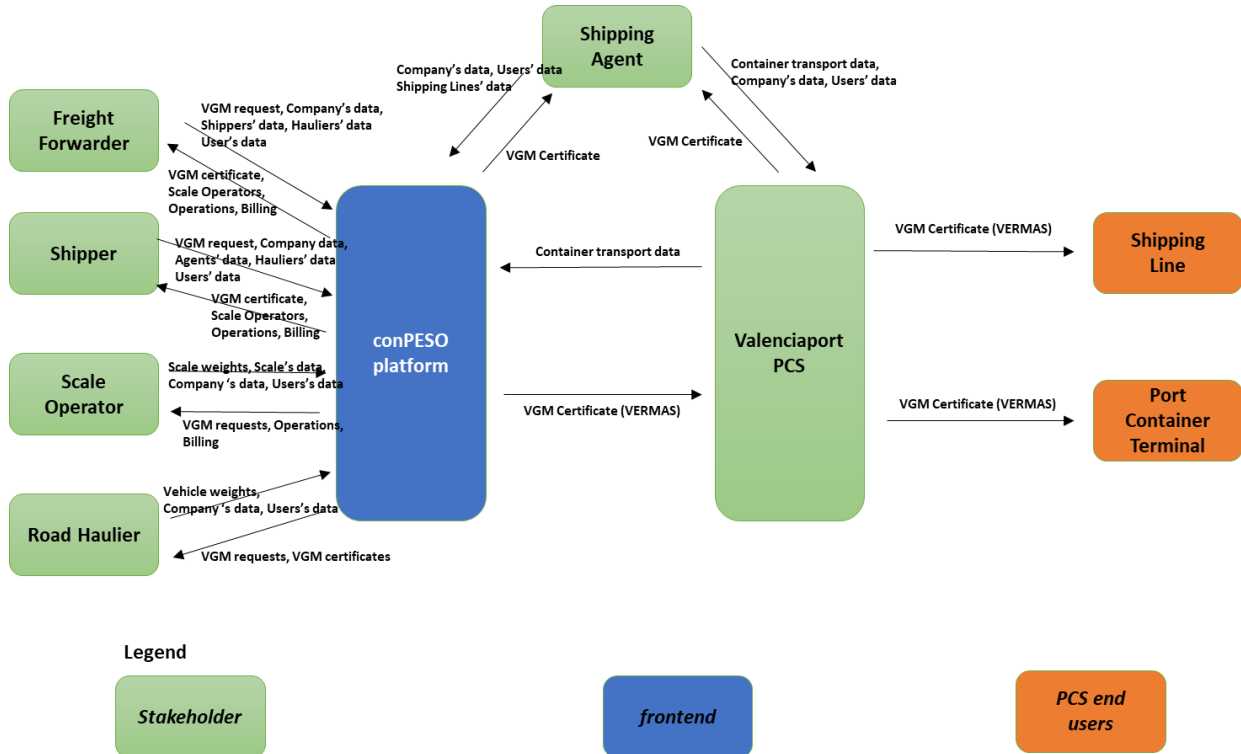 Shipping
Agent
Company's data, Users' data
Shipping Lines' data
Container transport data,
Company's data, Users' data
VGM Certificate
VGM Certificate
Freight
Forwarder
VGM request, Company's data,
Shippers' data, Hauliers' data
User's data
VGM certificate,
Scale Operators,
Operations, Billing
Shipper
VGM request, Company data,
Agents' data, Hauliers' data
Users' data
VGM certificate,
Scale Operators,
Operations, Billing
Scale
Operator
Scale weights, Scale's data,
Company 's data, Users's data
VGM requests, Operations,
Billing
Road Haulier
Vehicle weights,
Company 's data, Users's data
VGM requests, VGM certificates
conPESO
platform
Container transport data
VGM Certificate (VERMAS)
Valenciaport
PCS
VGM Certificate (VERMAS)
Shipping
Line
VGM Certificate (VERMAS)
Port
Container
Terminal
Legend
Stakeholder
frontend
PCS end
users